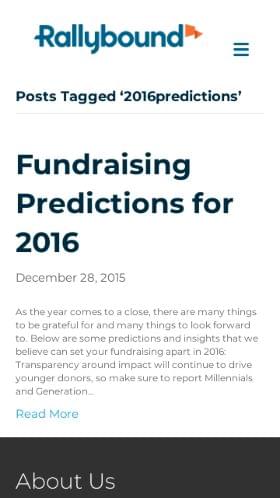 Rallybound
Posts Tagged ‘2016predictions’
Fundraising
Predictions for
2016
December 28, 2015
As the year comes to a close, there are many things
to be grateful for and many things to look forward
to. Below are some predictions and insights that we
believe can set your fundraising apart in 2016:
Transparency around impact will continue to drive
younger donors, so make sure to report Millennials
and Generation...
Read More
About Us